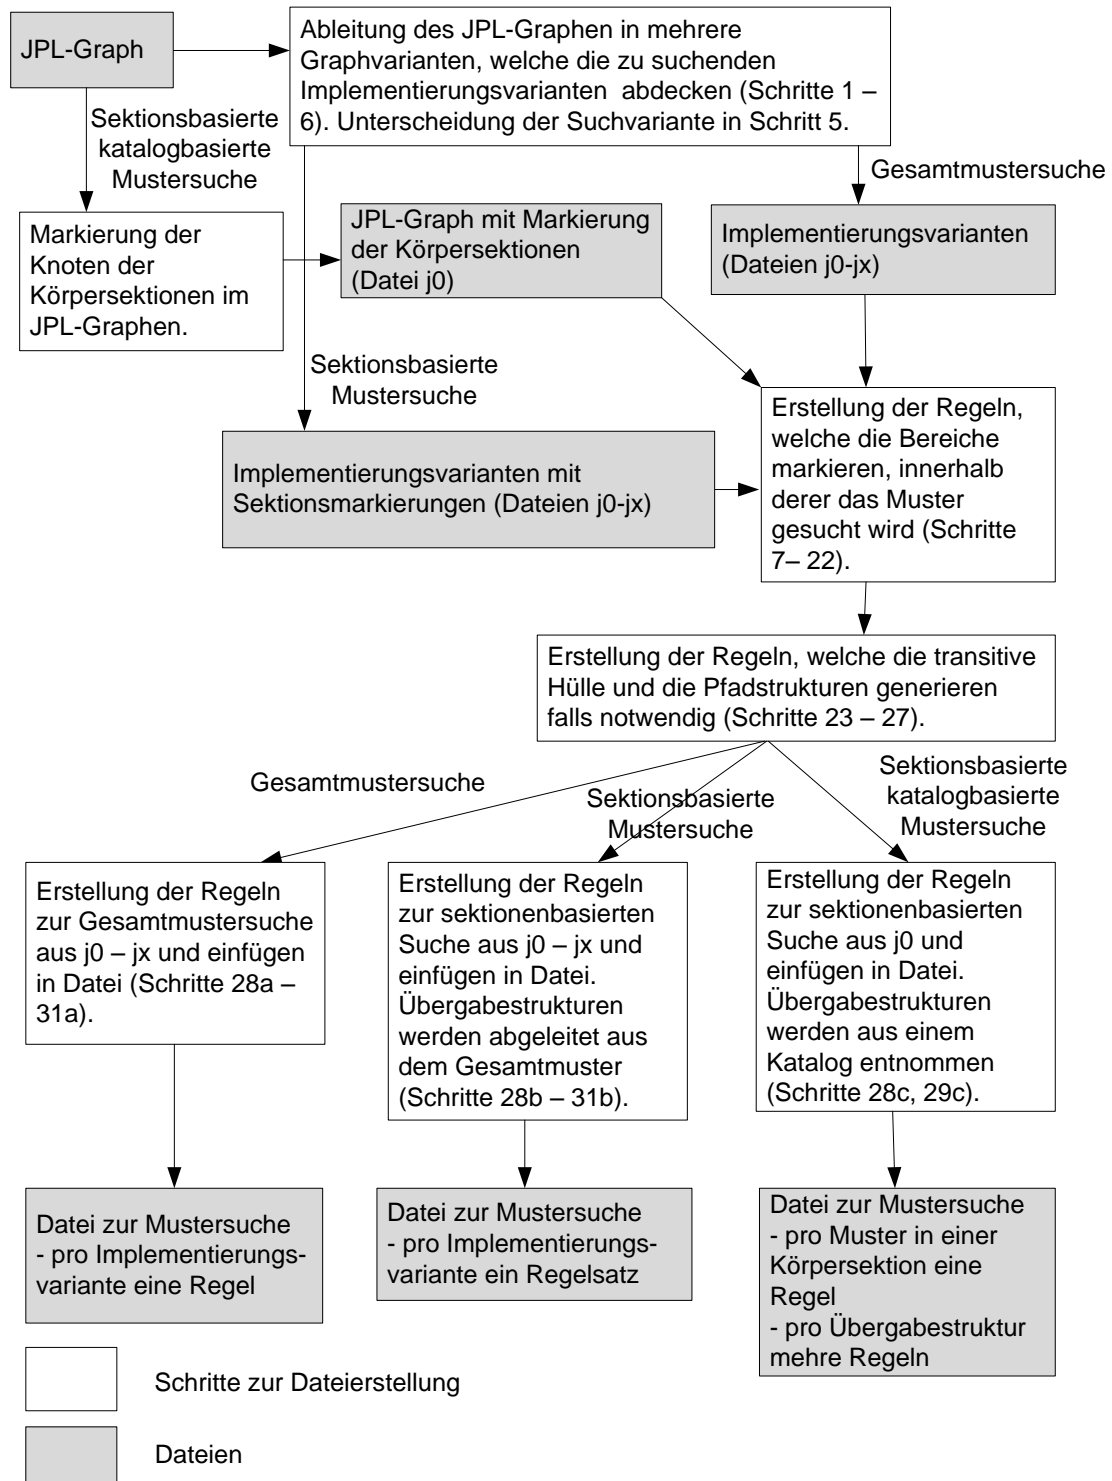 JPL-Graph
Ableitung des JPL-Graphen in mehrere
Graphvarianten, welche die zu suchenden
Implementierungsvarianten abdecken (Schritte 1 –
6). Unterscheidung der Suchvariante in Schritt 5.
Sektionsbasierte
katalogbasierte
Mustersuche
Gesamtmustersuche
Markierung der
Knoten der
Körpersektionen im
JPL-Graphen.
JPL-Graph mit Markierung
der Körpersektionen
(Datei j0)
Implementierungsvarianten
(Dateien j0-jx)
Sektionsbasierte
Mustersuche
Implementierungsvarianten mit
Sektionsmarkierungen (Dateien j0-jx)
Erstellung der Regeln,
welche die Bereiche
markieren, innerhalb
derer das Muster
gesucht wird (Schritte
7– 22).
Erstellung der Regeln, welche die transitive
Hülle und die Pfadstrukturen generieren
falls notwendig (Schritte 23 – 27).
Gesamtmustersuche
Sektionsbasierte
Mustersuche
Sektionsbasierte
katalogbasierte
Mustersuche
Erstellung der Regeln
zur Gesamtmustersuche
aus j0 – jx und einfügen
in Datei (Schritte 28a –
31a).
Erstellung der Regeln
zur sektionenbasierten
Suche aus j0 – jx und
einfügen in Datei.
Übergabestrukturen
werden abgeleitet aus
dem Gesamtmuster
(Schritte 28b – 31b).
Erstellung der Regeln
zur sektionenbasierten
Suche aus j0 und
einfügen in Datei.
Übergabestrukturen
werden aus einem
Katalog entnommen
(Schritte 28c, 29c).
Datei zur Mustersuche
- pro Implementierungs-
variante eine Regel
Datei zur Mustersuche
- pro Implementierungs-
variante ein Regelsatz
Datei zur Mustersuche
- pro Muster in einer
Körpersektion eine
Regel
- pro Übergabestruktur
mehre Regeln
Schritte zur Dateierstellung
Dateien